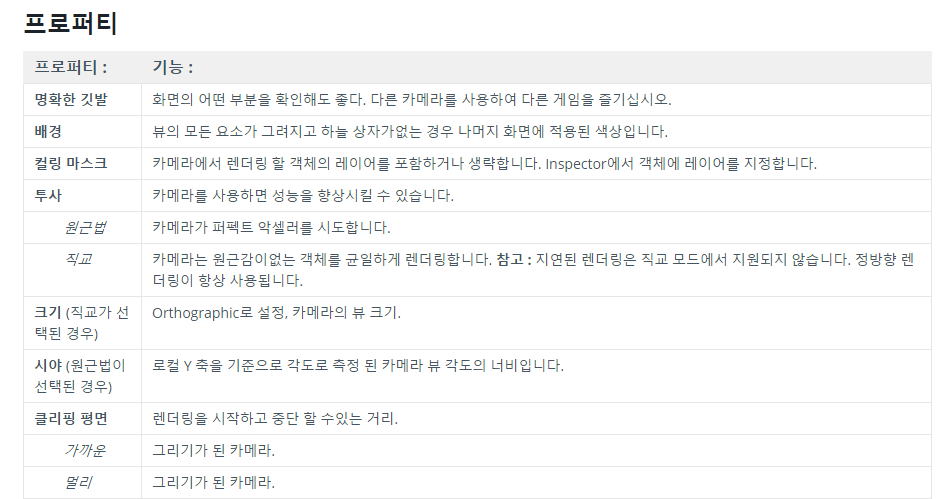 프로퍼티
프로퍼티 : 기능 :
명확한 깃발 화면의 어떤 부분을 확인해도 좋다. 다른 카메라를 사용하여 다른 게임을 즐기십시오.
배경 뷰의 모든 요소가 그려지고 하늘 상자가없는 경우 나머지 화면에 적용된 색상입니다.
컬링 마스크 카메라에서 렌더링 할 객체의 레이어를 포함하거나 생략합니다. Inspector에서 객체에 레이어를 지정합니다.
투사 카메라를 사용하면 성능을 향상시킬 수 있습니다.
원근법 카메라가 퍼펙트 악셀러를 시도합니다.
직교 카메라는 원근감이없는 객체를 균일하게 렌더링합니다. 참고 : 지연된 렌더링은 직교 모드에서 지원되지 않습니다. 정방향 렌
더링이 항상 사용됩니다.
크기 (직교가 선 Orthographic로 설정, 카메라의 뷰 크기.
택된 경우)
시야 (원근법이 로컬 Y 축을 기준으로 각도로 측정 된 카메라 뷰 각도의 너비입니다.
선택된 경우)
클리핑 평면 렌더링을 시작하고 중단 할 수있는 거리.
가까운 그리기가 된 카메라.
멀리 그리기가 된 카메라.